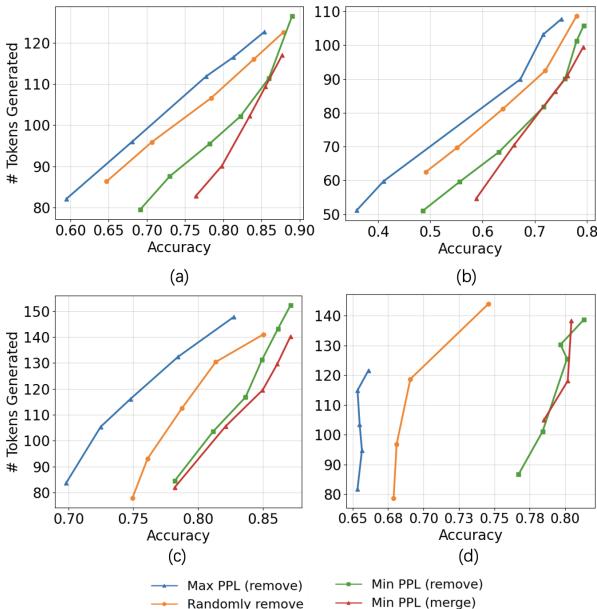 120
110
100
90
80
# Tokens Generated
0.60 0.65 0.70 0.75 0.80 0.85 0.90
Accuracy
(a)
110
100
90
80
70
60
50
0.4 0.5 0.6 0.7 0.8
Accuracy
(b)
150
140
130
120
110
100
90
80
# Tokens Generated
0.70 0.75 0.80 0.85
Accuracy
(c)
140
130
120
110
100
90
80
0.65 0.68 0.70 0.73 0.75 0.78 0.80
Accuracy
(d)
Max PPL (remove)
Randomly remove
Min PPL (remove)
Min PPL (merge)